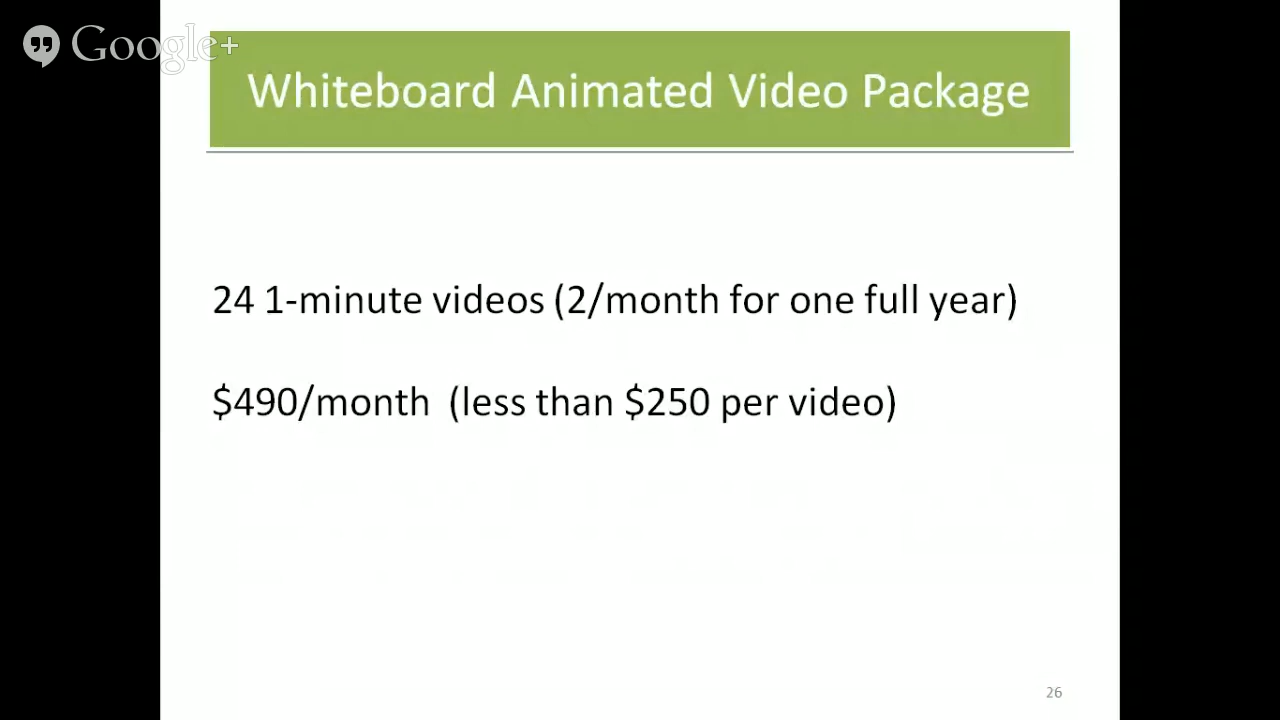 Google+
Whiteboard Animated Video Package
24 1-minute videos (2/month for one full year)
$490/month (less than $250 per video)
26